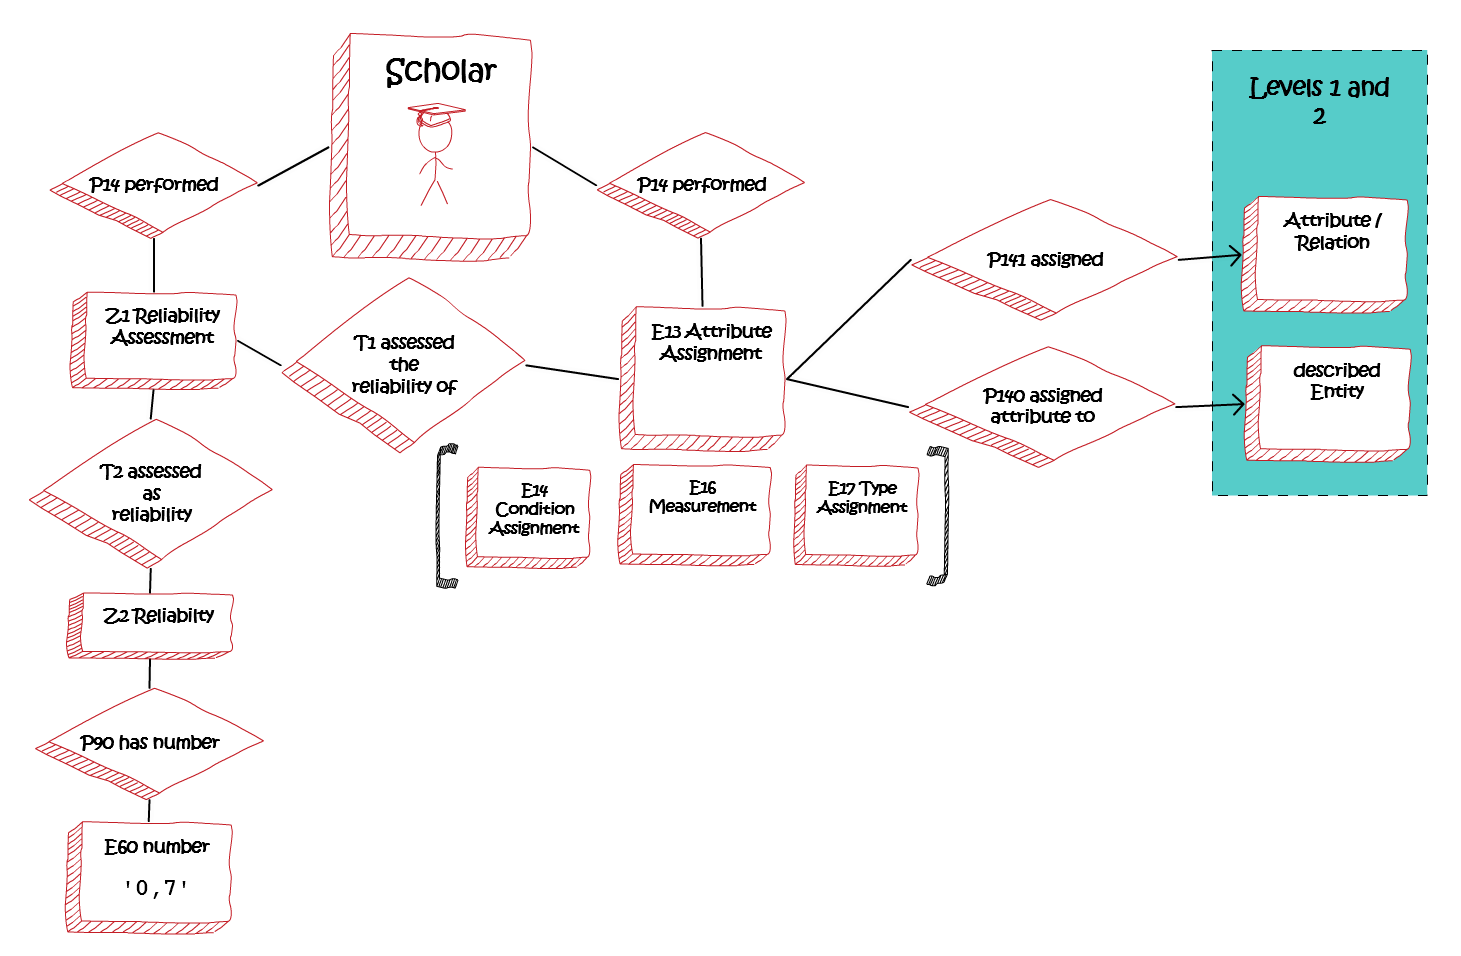 Scholar
Levels 1 and
2
P14 performed
P14 performed
Attribute /
Relation
P141 assigned
Z1 Reliability
Assessment
T1 assessed
the
reliability of
E13 Attribute
Assignment
described
Entity
P140 assigned
attribute to
T2 assessed
as
reliability
E14
Condition
Assignment
E16
Measurement
E17 Type
Assignment
Z2 Reliabilty
P90 has number
E60 number
'0,7'